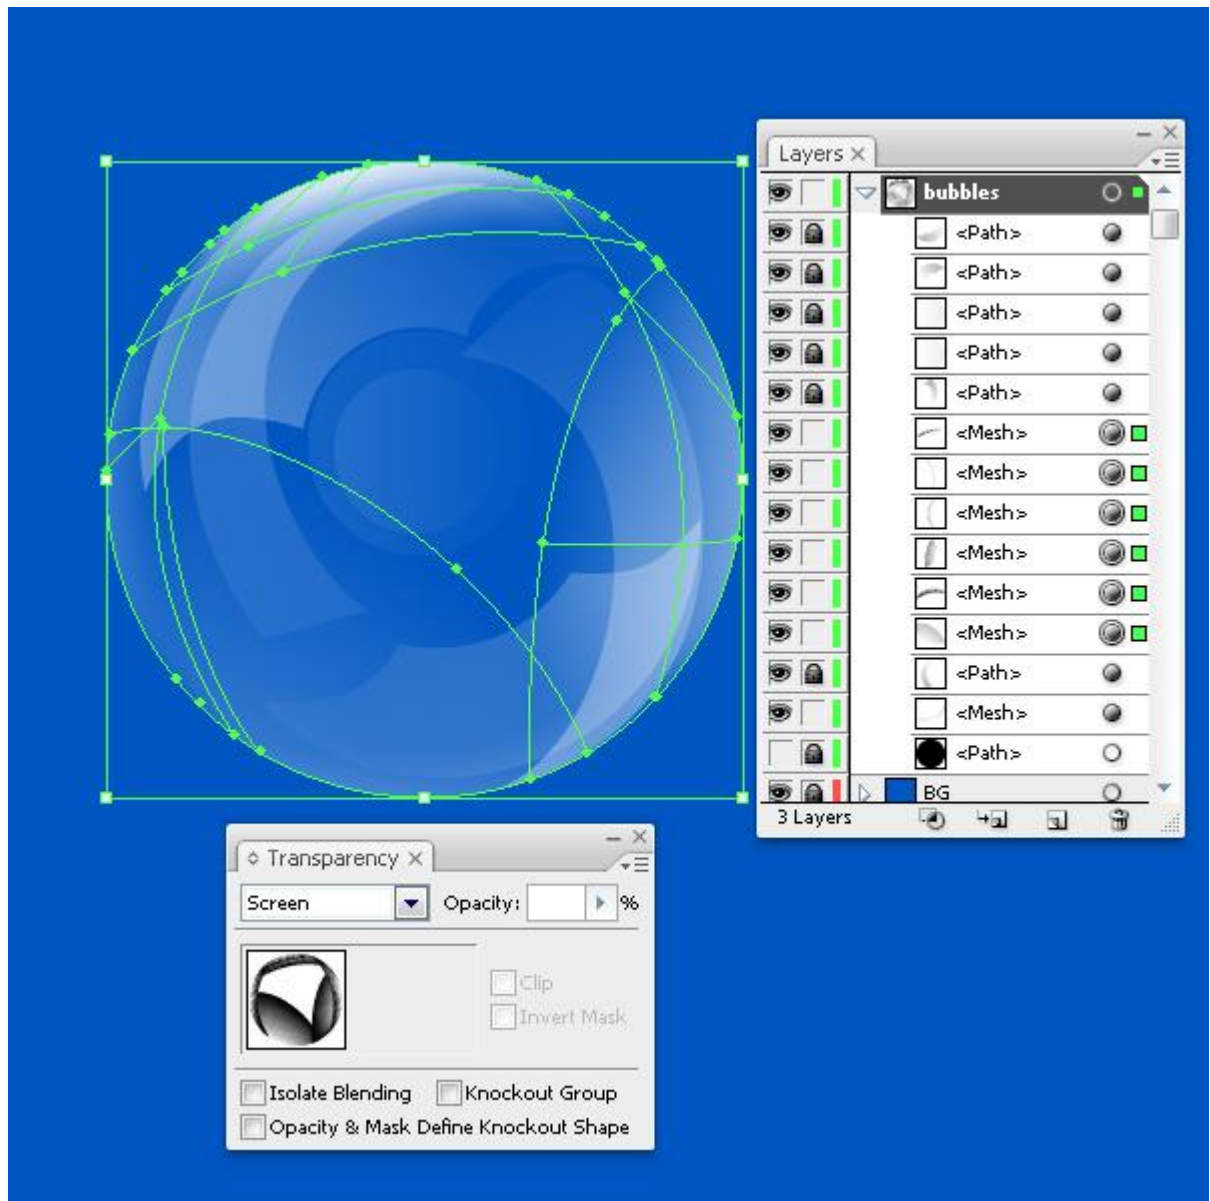 Layers
bubbles
<Path>
<Path>
<Path>
<Path>
<Path>
<Mesh>
<Mesh>
<Mesh>
<Mesh>
<Mesh>
<Mesh>
<Path>
<Mesh>
<Path>
BG
3 Layers
Transparency
Screen Opacity: %
Clip
Invert Mask
Isolate Blending Knockout Group
Opacity & Mask Define Knockout Shape